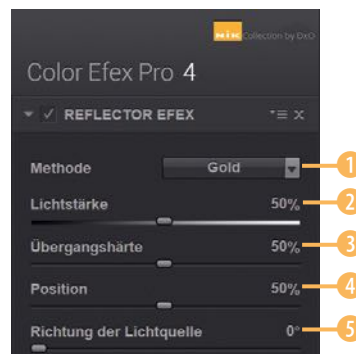 Nik Collection by DxO
Color Efex Pro 4
REFLECTOR EFEX
Methode Gold 1
Lichtstärke 50% 2
Übergangshärte 50% 3
Position 50% 4
Richtung der Lichtquelle 0° 5